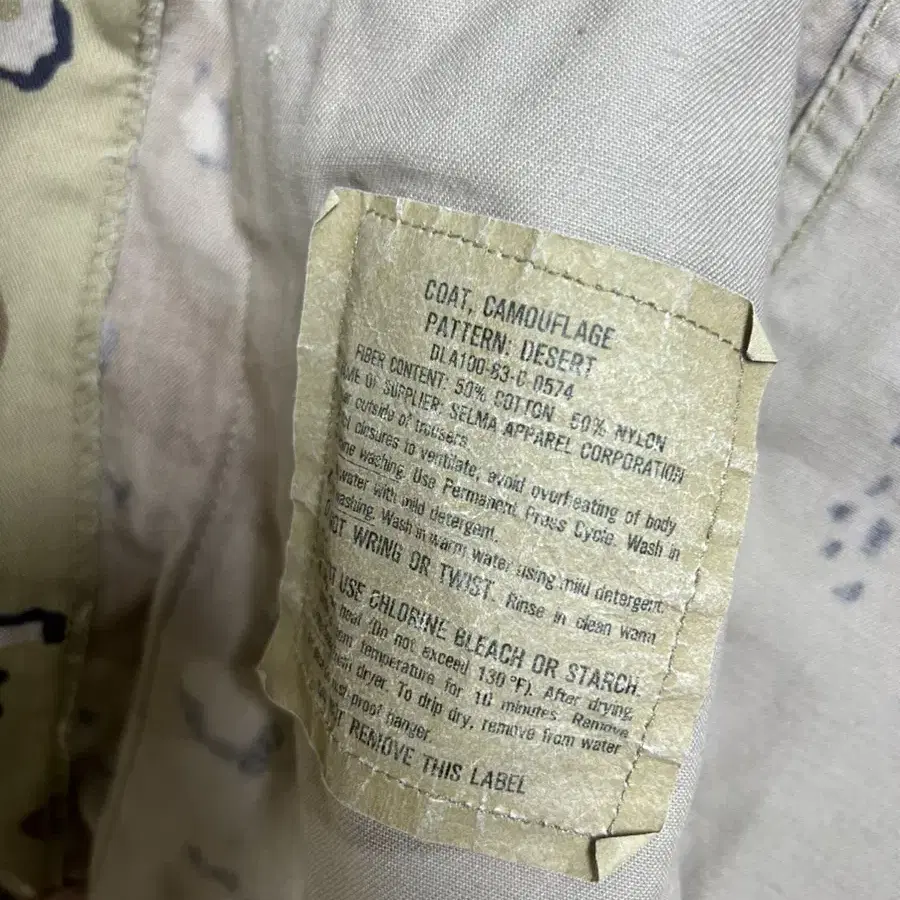 COAT, CAMOUFLAGE
PATTERN: DESERT
DLA100-83-C-0574
FIBER CONTENT: 50% COTTON 50% NYLON
OF SUPPLIER: SELMA APPAREL CORPORATION
outside of trousers
closures to ventilate, avoid overheating of body
washing. Use Permanent Press Cycle. Wash in
water with mild detergent.
washing. Wash in warm water using mild detergent.
WRING OR TWIST. Rinse in clean warm
USE CHLORINE BLEACH OR STARCH.
heat (Do not exceed 130°F). After drying,
temperature for 10 minutes. Remove
dryer. To drip dry, remove from water
proof hanger.
REMOVE THIS LABEL